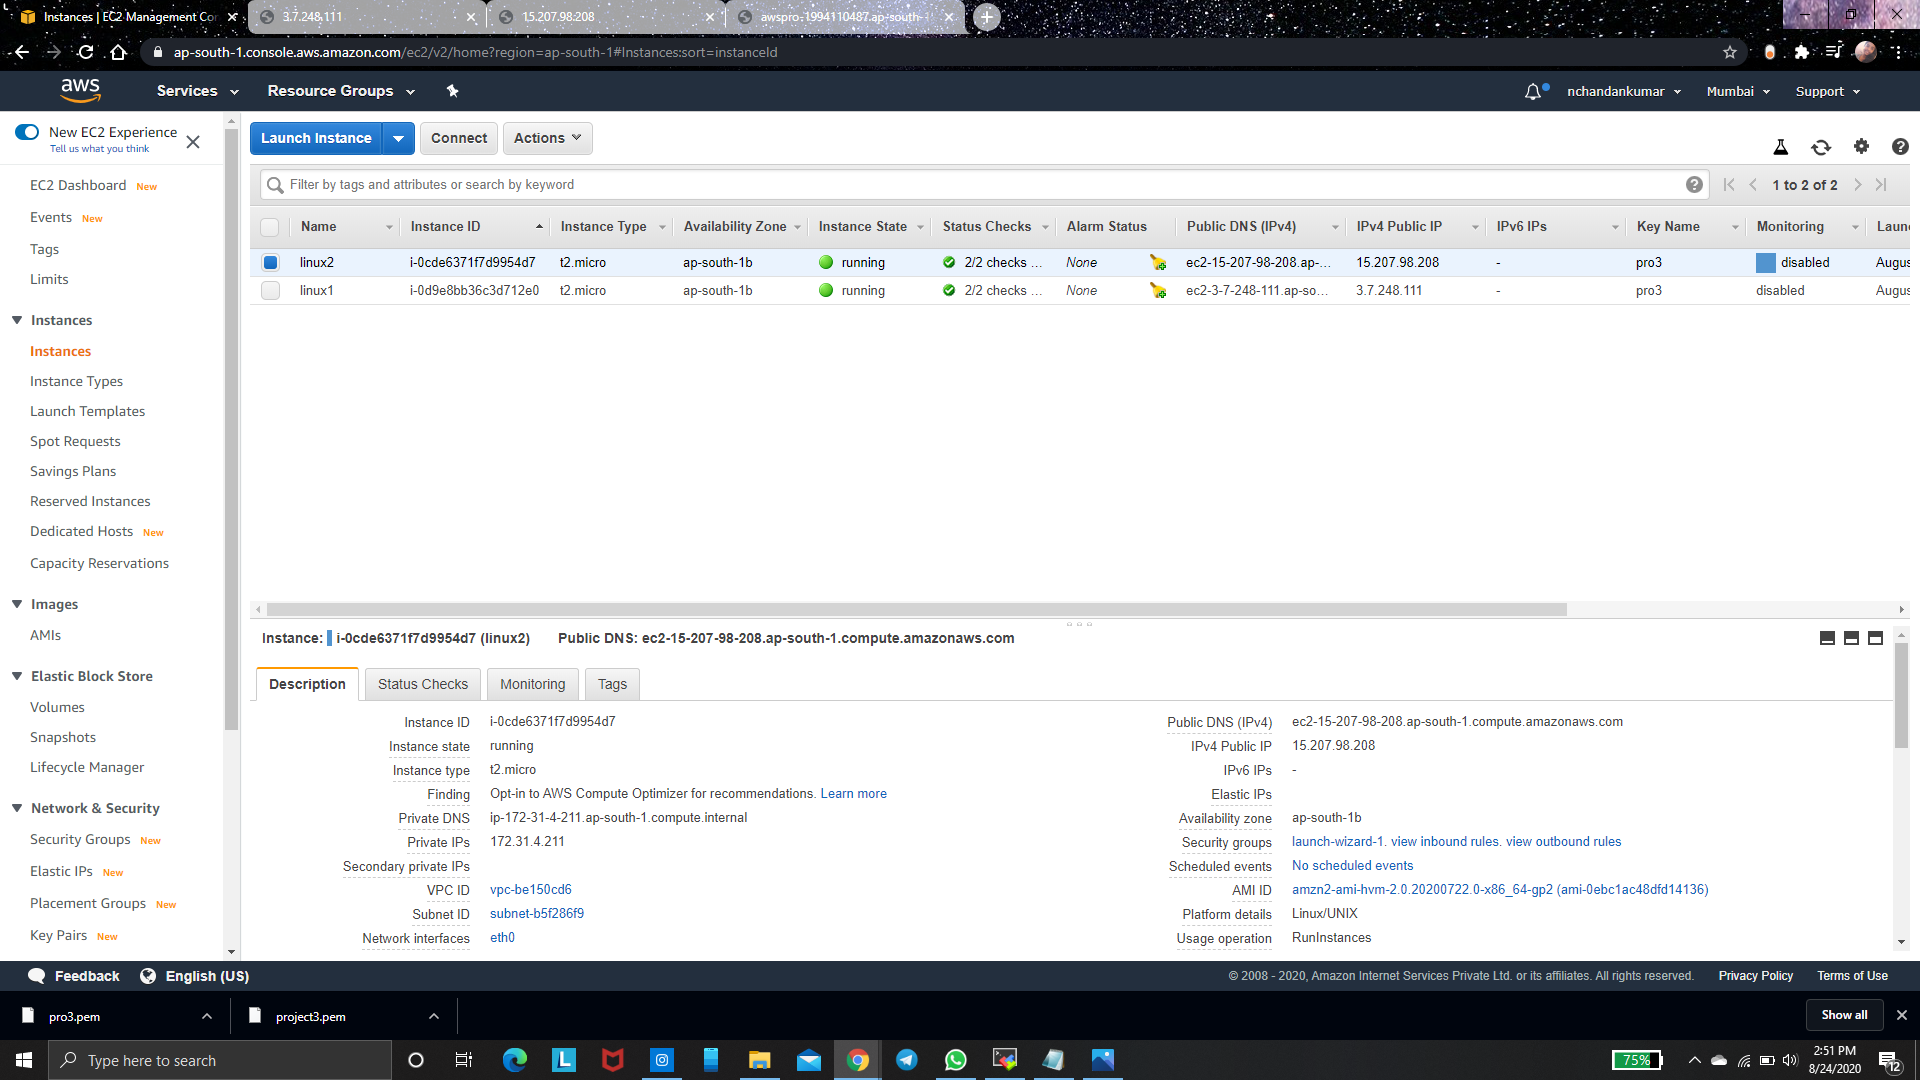 Instances | EC2 Management Co
3.7.248.111
15.207.98.208
awspro-1994110487.ap-south-1
ap-south-1.console.aws.amazon.com/ec2/v2/home?region=ap-south-1#Instances:sort=instanceId
aws
Services
Resource Groups
nchandankumar
Mumbai
Support
New EC2 Experience
Tell us what you think
Launch Instance
Connect
Actions
Filter by tags and attributes or search by keyword
1 to 2 of 2
EC2 Dashboard New
Events New
Tags
Limits
Instances
Instances
Instance Types
Launch Templates
Spot Requests
Savings Plans
Reserved Instances
Dedicated Hosts New
Capacity Reservations
Images
AMIs
Elastic Block Store
Volumes
Snapshots
Lifecycle Manager
Network & Security
Security Groups New
Elastic IPs New
Placement Groups New
Key Pairs New
Name Instance ID Instance Type Availability Zone Instance State Status Checks Alarm Status Public DNS (IPv4) IPv4 Public IP IPv6 IPs Key Name Monitoring Laun
linux2 i-0cde6371f7d9954d7 t2.micro ap-south-1b running 2/2 checks ... None ec2-15-207-98-208.ap-... 15.207.98.208 - pro3 disabled Augus
linux1 i-0d9e8bb36c3d712e0 t2.micro ap-south-1b running 2/2 checks ... None ec2-3-7-248-111.ap-so... 3.7.248.111 - pro3 disabled Augus
Instance: i-0cde6371f7d9954d7 (linux2) Public DNS: ec2-15-207-98-208.ap-south-1.compute.amazonaws.com
Description
Status Checks
Monitoring
Tags
Instance ID i-0cde6371f7d9954d7
Instance state running
Instance type t2.micro
Finding Opt-in to AWS Compute Optimizer for recommendations. Learn more
Private DNS ip-172-31-4-211.ap-south-1.compute.internal
Private IPs 172.31.4.211
Secondary private IPs
VPC ID vpc-be150cd6
Subnet ID subnet-b5f286f9
Network interfaces eth0
Public DNS (IPv4) ec2-15-207-98-208.ap-south-1.compute.amazonaws.com
IPv4 Public IP 15.207.98.208
IPv6 IPs -
Elastic IPs
Availability zone ap-south-1b
Security groups launch-wizard-1. view inbound rules. view outbound rules
Scheduled events No scheduled events
AMI ID amzn2-ami-hvm-2.0.20200722.0-x86_64-gp2 (ami-0ebc1ac48dfd14136)
Platform details Linux/UNIX
Usage operation RunInstances
Feedback
English (US)
© 2008 - 2020, Amazon Internet Services Private Ltd. or its affiliates. All rights reserved.
Privacy Policy
Terms of Use
pro3.pem
project3.pem
Show all
Type here to search
L
75%
2:51 PM
8/24/2020
12